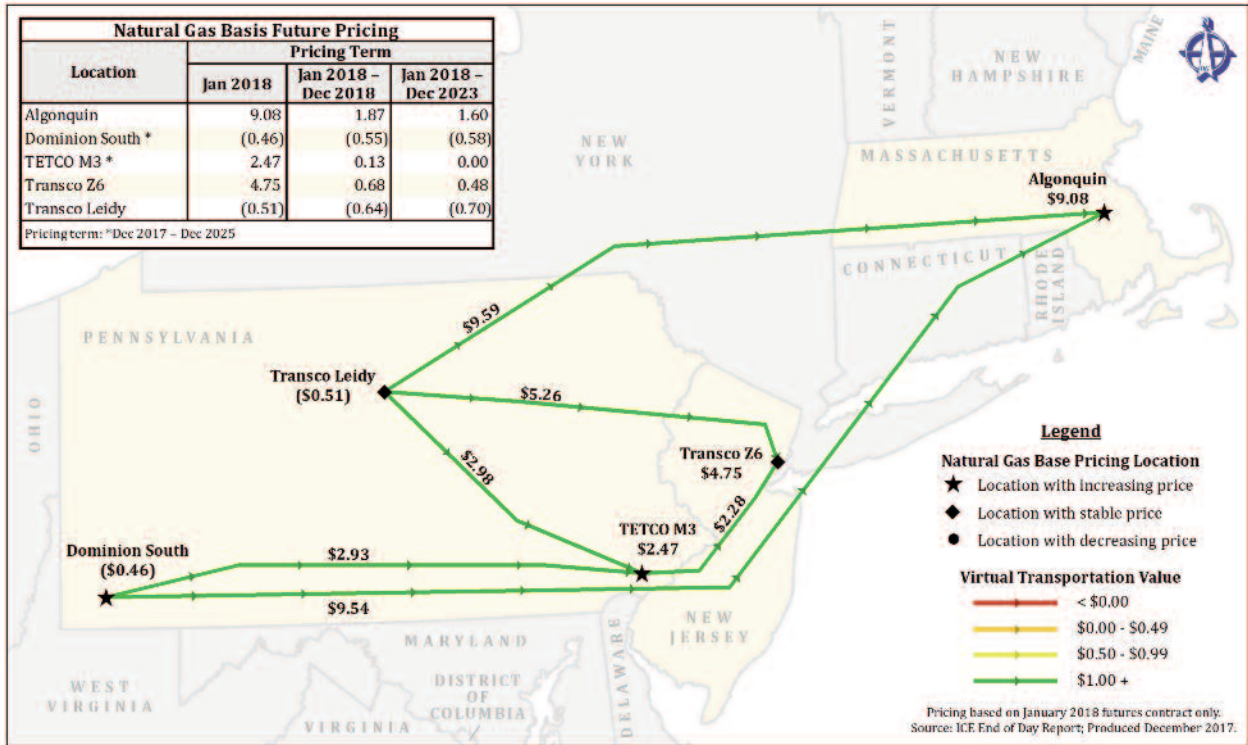 Natural Gas Basis Future Pricing
Location
Pricing Term
Jan 2018
Jan 2018 – Dec 2018
Jan 2018 – Dec 2023
Algonquin 9.08 1.87 1.60
Dominion South * (0.46) (0.55) (0.58)
TETCO M3 * 2.47 0.13 0.00
Transco Z6 4.75 0.68 0.48
Transco Leidy (0.51) (0.64) (0.70)
Pricing term: *Dec 2017 – Dec 2025
VERMONT
NEW
HAMPSHIRE
MAINE
NEW
YORK
MASSACHUSETTS
Algonquin
$9.08
CONNECTICUT
RHODE
ISLAND
PENNSYLVANIA
$9.59
Transco Leidy
($0.51)
$5.26
OHIO
$2.98
Transco Z6
$4.75
$2.28
TETCO M3
$2.47
Dominion South
($0.46)
$2.93
$9.54
NEW
JERSEY
MARYLAND
DELAWARE
WEST
VIRGINIA
VIRGINIA
DISTRICT
OF
COLUMBIA
Legend
Natural Gas Base Pricing Location
Location with increasing price
Location with stable price
Location with decreasing price
Virtual Transportation Value
< $0.00
$0.00 - $0.49
$0.50 - $0.99
$1.00 +
Pricing based on January 2018 futures contract only.
Source: ICE End of Day Report; Produced December 2017.